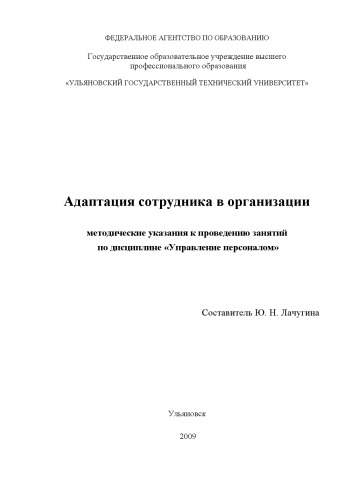 ФЕДЕРАЛЬНОЕ АГЕНТСТВО ПО ОБРАЗОВАНИЮ
Государственное образовательное учреждение высшего
профессионального образования
«УЛЬЯНОВСКИЙ ГОСУДАРСТВЕННЫЙ ТЕХНИЧЕСКИЙ УНИВЕРСИТЕТ»
Адаптация сотрудника в организации
методические указания к проведению занятий
по дисциплине «Управление персоналом»
Составитель Ю. Н. Лачугина
Ульяновск
2009